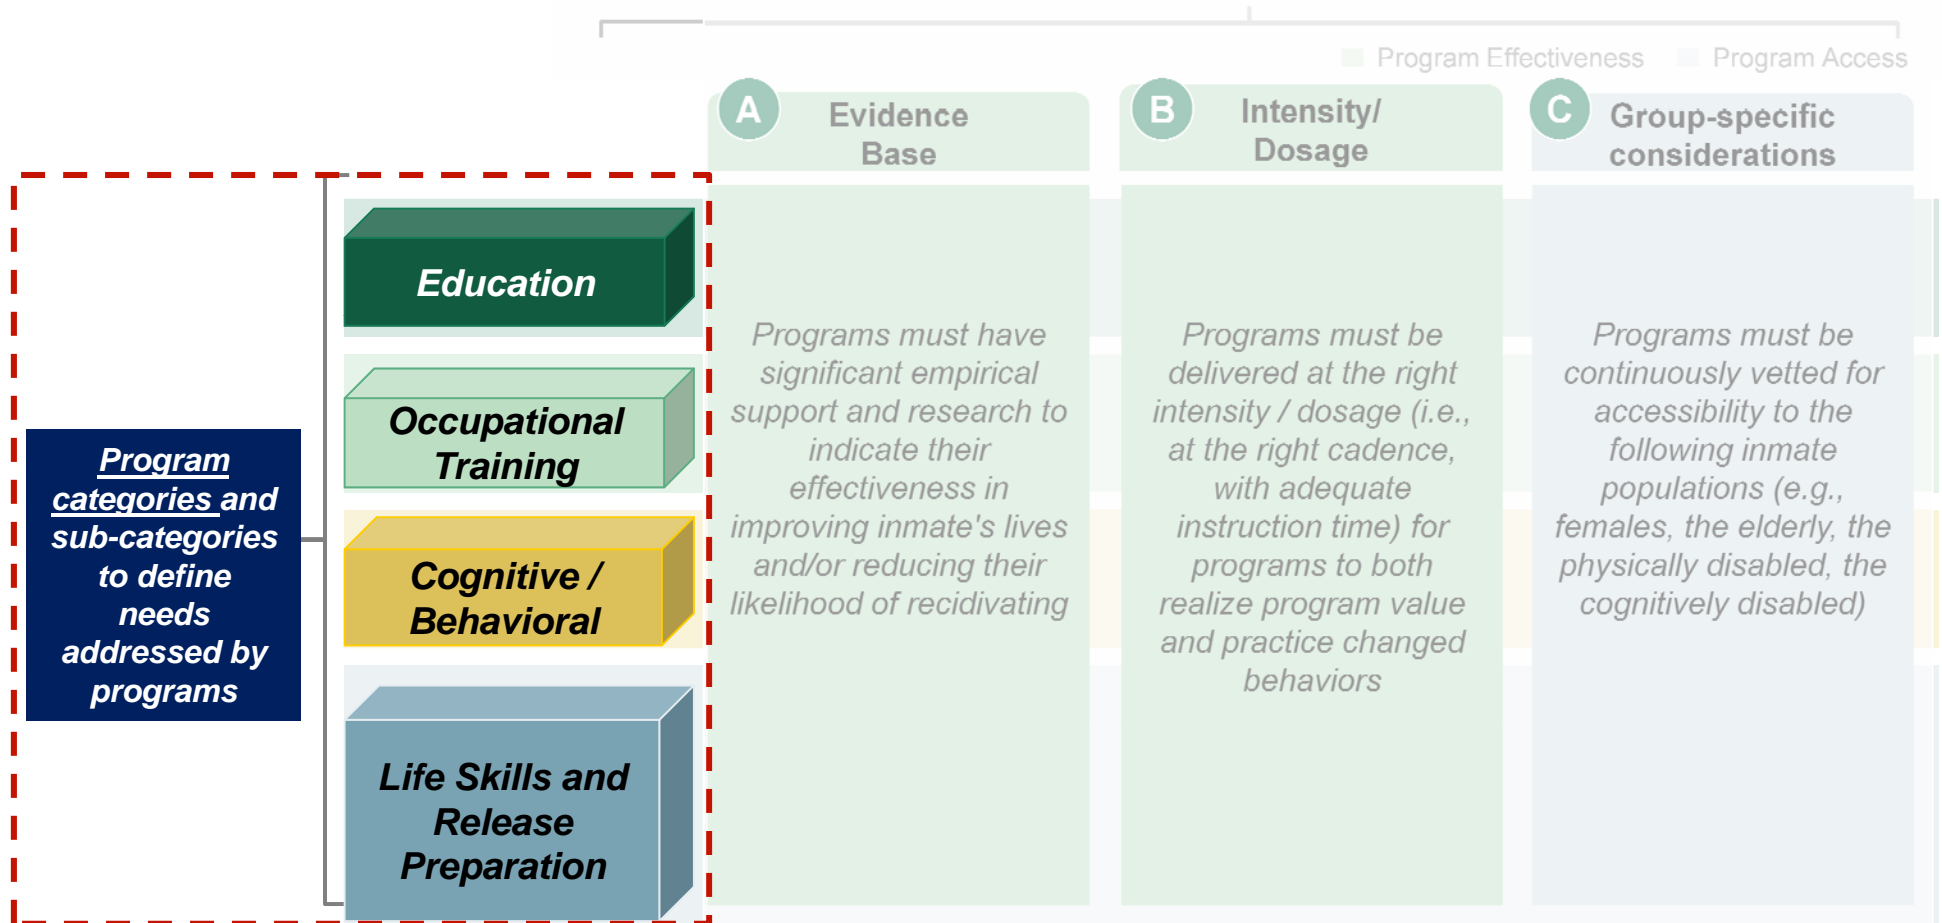 Program Effectiveness
Program Access
A
Evidence
Base
B
Intensity/
Dosage
C
Group-specific
considerations
Program
categories and
sub-categories
to define
needs
addressed by
programs
Education
Occupational
Training
Cognitive /
Behavioral
Life Skills and
Release
Preparation
Programs must have
significant empirical
support and research to
indicate their
effectiveness in
improving inmate's lives
and/or reducing their
likelihood of recidivating
Programs must be
delivered at the right
intensity / dosage (i.e.,
at the right cadence,
with adequate
instruction time) for
programs to both
realize program value
and practice changed
behaviors
Programs must be
continuously vetted for
accessibility to the
following inmate
populations (e.g.,
females, the elderly, the
physically disabled, the
cognitively disabled)